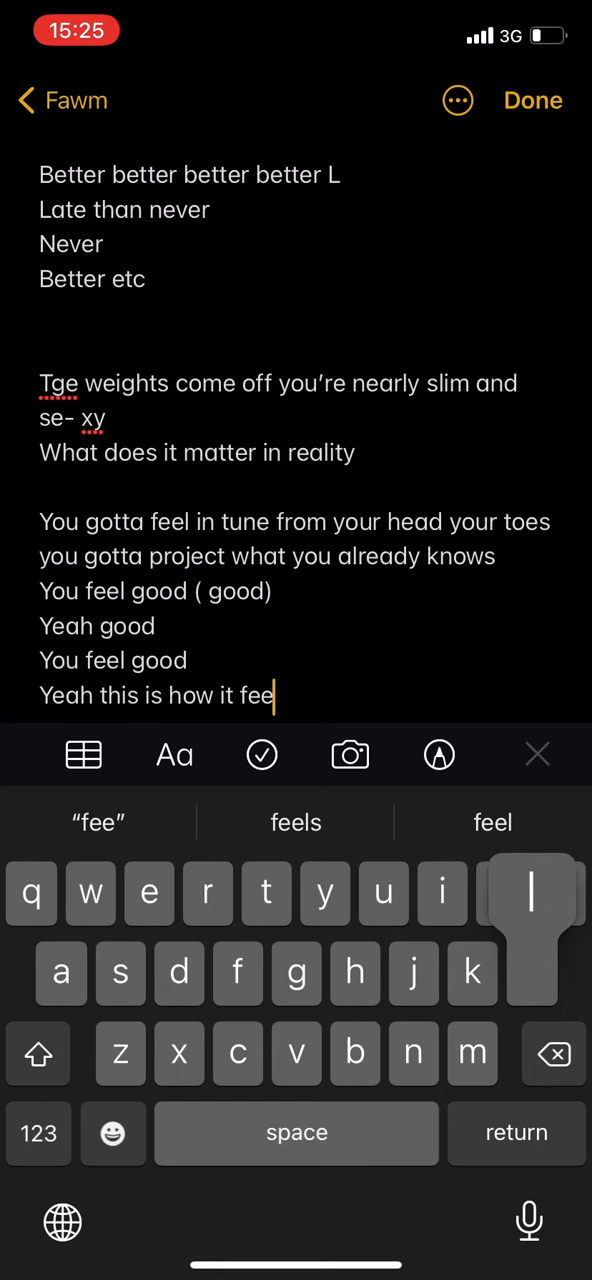 15:25
3G
Fawm
Done
Better better better better L
Late than never
Never
Better etc
Tge weights come off you’re nearly slim and
se- xy
What does it matter in reality
You gotta feel in tune from your head your toes
you gotta project what you already knows
You feel good ( good)
Yeah good
You feel good
Yeah this is how it fee
Aa
“fee” feels feel
q w e r t y u i
l
a s d f g h j k
z x c v b n m
123 space return